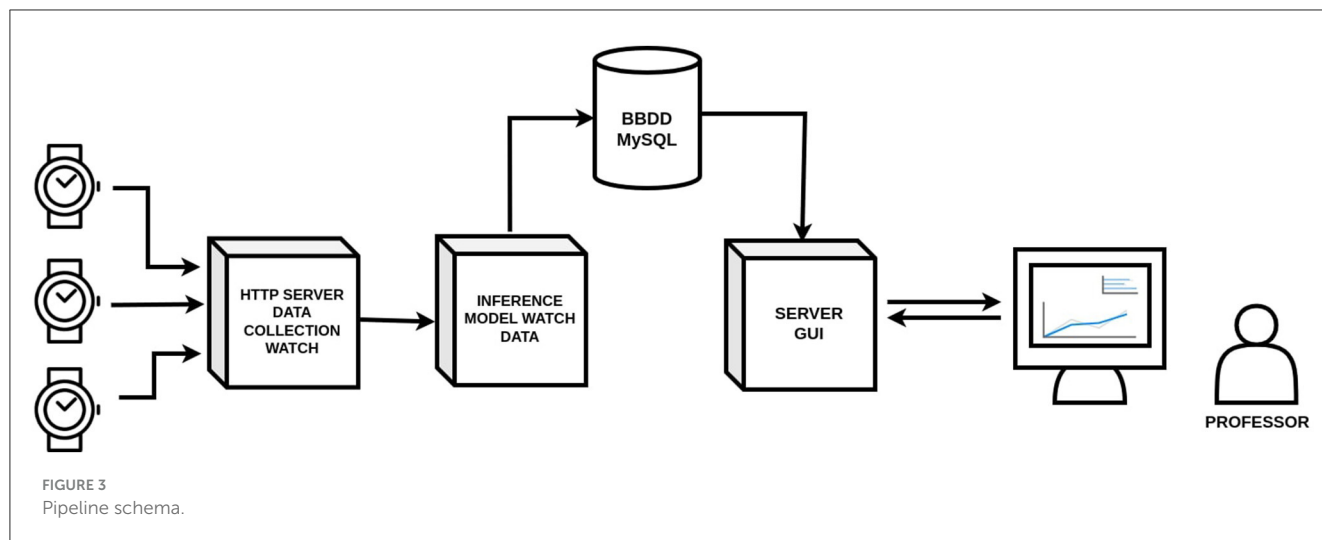 BBDD
MySQL
HTTP SERVER
DATA
COLLECTION
WATCH
INFERENCE
MODEL WATCH
DATA
SERVER
GUI
PROFESSOR
FIGURE 3
Pipeline schema.